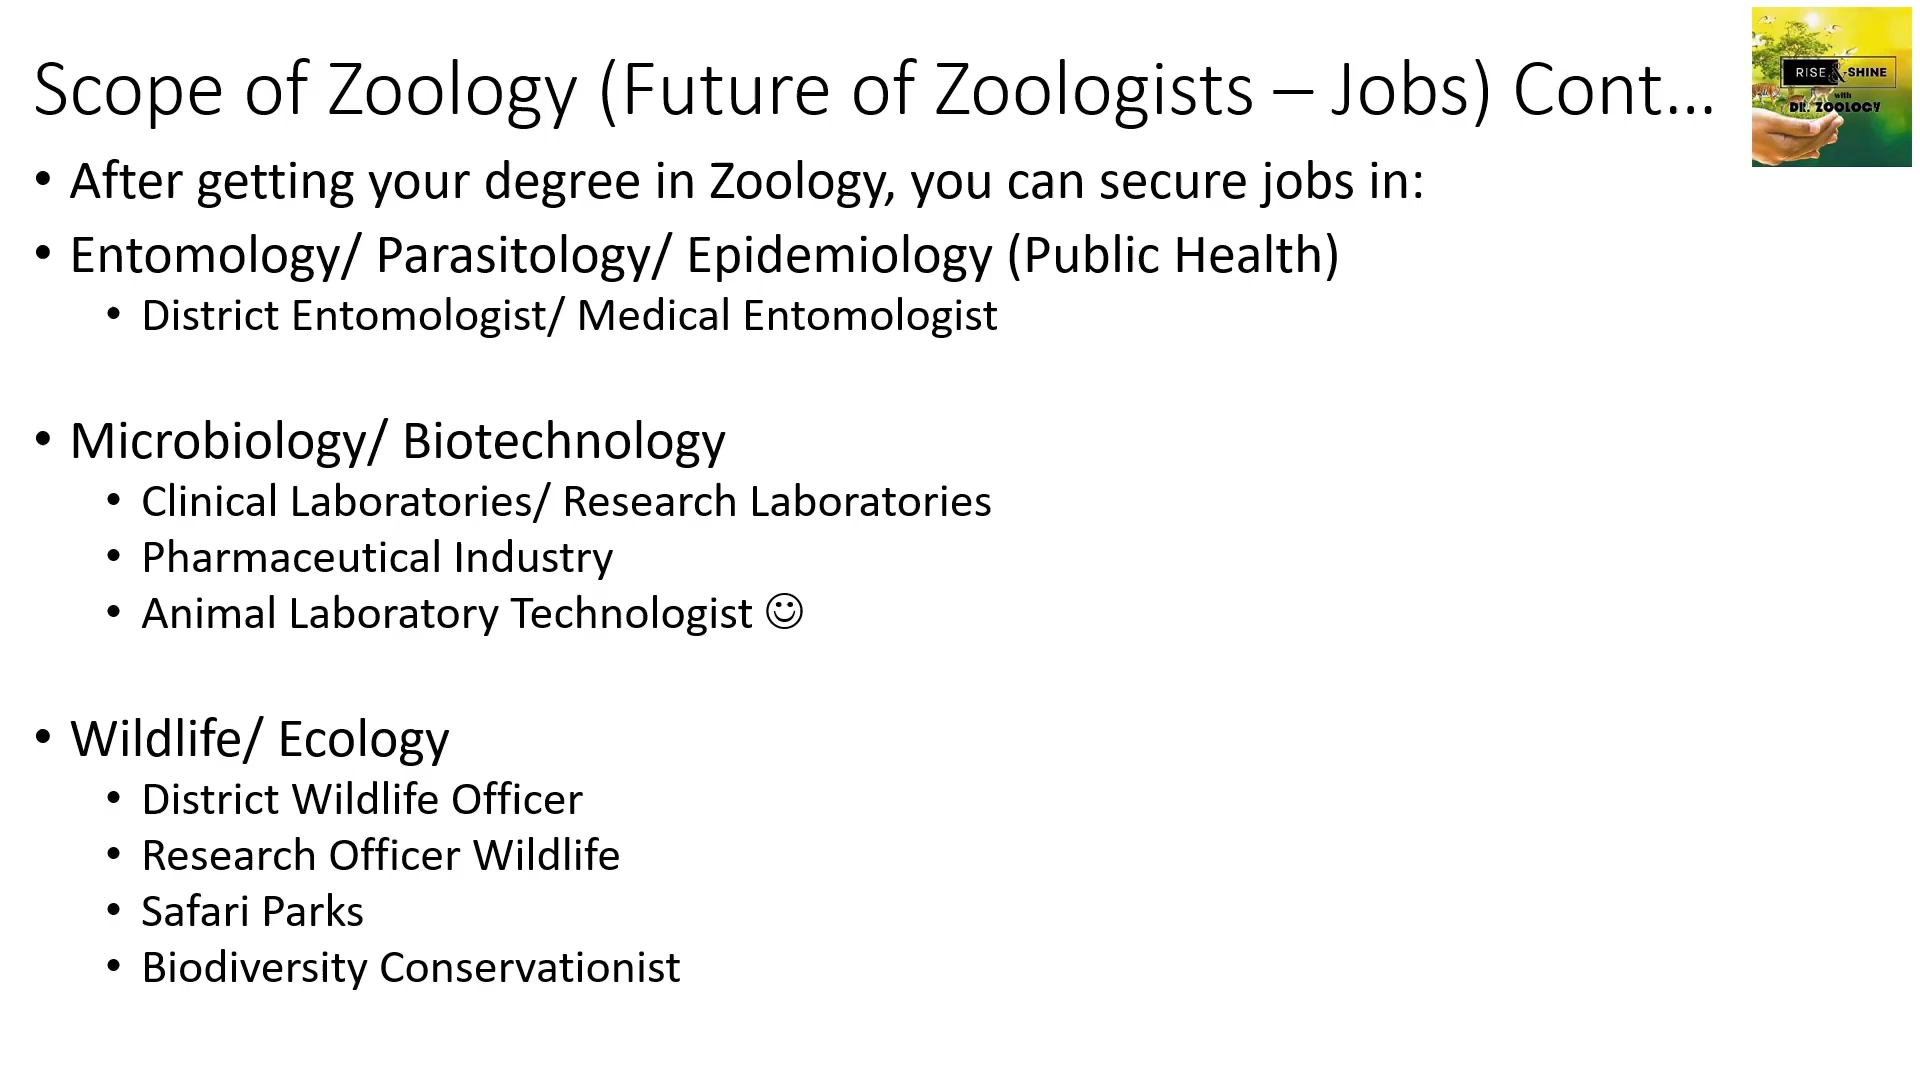 Scope of Zoology (Future of Zoologists – Jobs) Cont...
RISE & SHINE
with
DR. ZOOLOGY
• After getting your degree in Zoology, you can secure jobs in:
• Entomology/ Parasitology/ Epidemiology (Public Health)
• District Entomologist/ Medical Entomologist
• Microbiology/ Biotechnology
• Clinical Laboratories/ Research Laboratories
• Pharmaceutical Industry
• Animal Laboratory Technologist ☺
• Wildlife/ Ecology
• District Wildlife Officer
• Research Officer Wildlife
• Safari Parks
• Biodiversity Conservationist